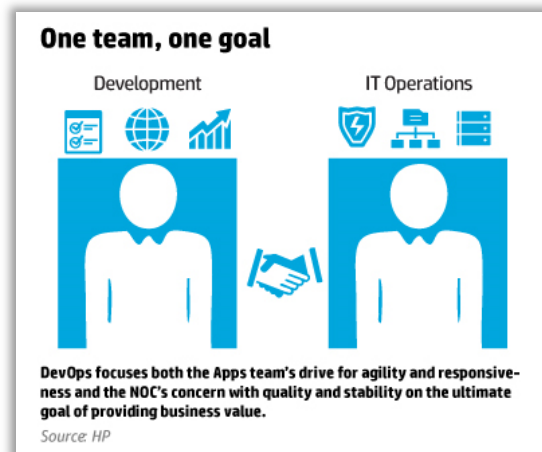 One team, one goal
Development
IT Operations
DevOps focuses both the Apps team's drive for agility and responsive-
ness and the NOC's concern with quality and stability on the ultimate
goal of providing business value.
Source: HP